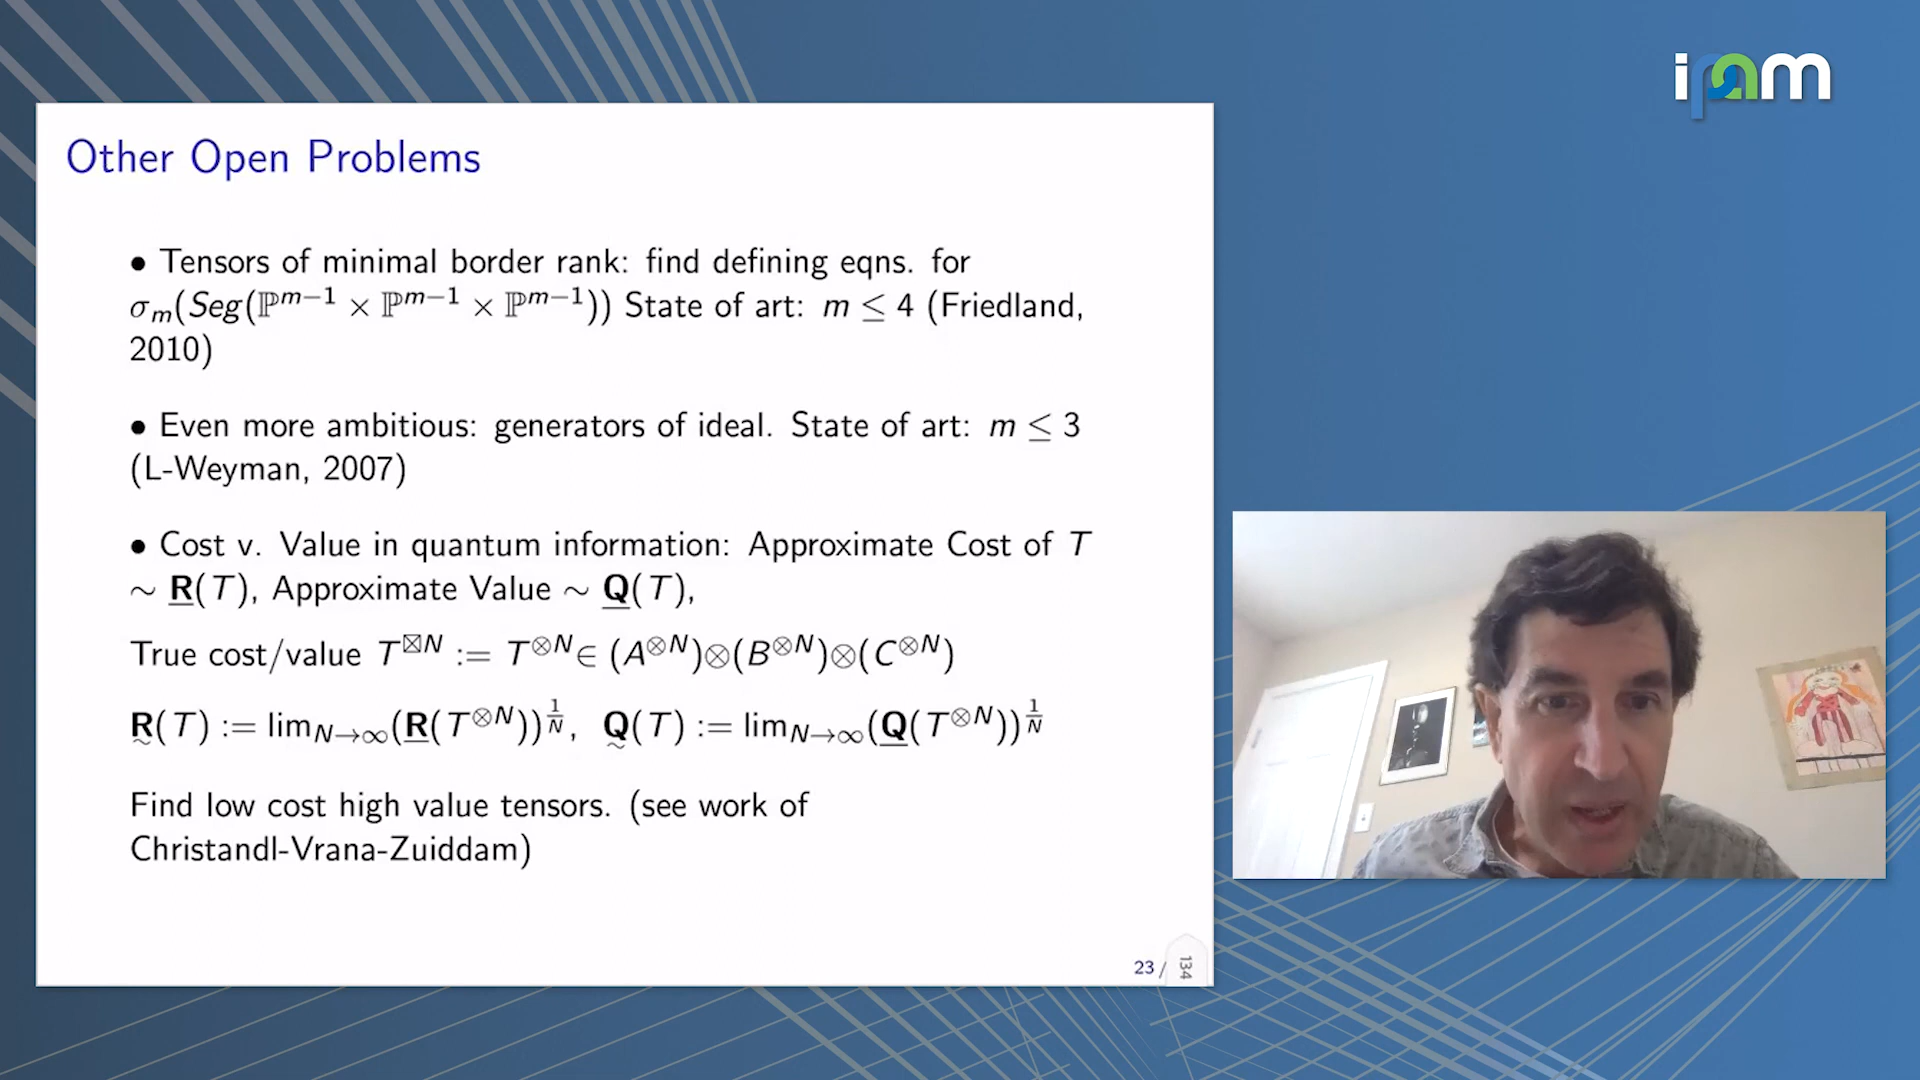 ipam
Other Open Problems
• Tensors of minimal border rank: find defining eqns. for
σₘ(Seg(ℙᵐ⁻¹ × ℙᵐ⁻¹ × ℙᵐ⁻¹)) State of art: m ≤ 4 (Friedland,
2010)
• Even more ambitious: generators of ideal. State of art: m ≤ 3
(L-Weyman, 2007)
• Cost v. Value in quantum information: Approximate Cost of T
∼ R̲(T), Approximate Value ∼ Q̲(T),
True cost/value T^{⊠N} := T^{⊗N} ∈ (A^{⊗N})⊗(B^{⊗N})⊗(C^{⊗N})
R̰(T) := lim_{N→∞}(R̲(T^{⊗N}))^{1/N}, Q̰(T) := lim_{N→∞}(Q̲(T^{⊗N}))^{1/N}
Find low cost high value tensors. (see work of
Christandl-Vrana-Zuiddam)
23 / 134